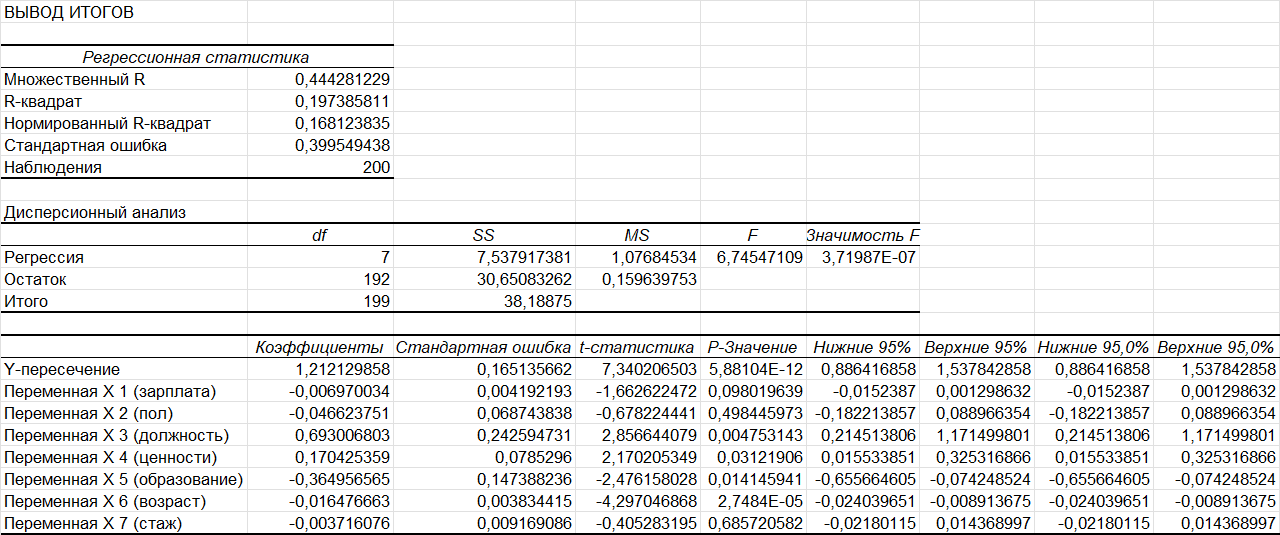 ВЫВОД ИТОГОВ
Регрессионная статистика
Множественный R 0,444281229
R-квадрат 0,197385811
Нормированный R-квадрат 0,168123835
Стандартная ошибка 0,399549438
Наблюдения 200
Дисперсионный анализ
df SS MS F Значимость F
Регрессия 7 7,537917381 1,07684534 6,74547109 3,71987E-07
Остаток 192 30,65083262 0,159639753
Итого 199 38,18875
Коэффициенты Стандартная ошибка t-статистика P-Значение Нижние 95% Верхние 95% Нижние 95,0% Верхние 95,0%
Y-пересечение 1,212129858 0,165135662 7,340206503 5,88104E-12 0,886416858 1,537842858 0,886416858 1,537842858
Переменная X 1 (зарплата) -0,006970034 0,004192193 -1,662622472 0,098019639 -0,0152387 0,001298632 -0,0152387 0,001298632
Переменная X 2 (пол) -0,046623751 0,068743838 -0,678224441 0,498445973 -0,182213857 0,088966354 -0,182213857 0,088966354
Переменная X 3 (должность) 0,693006803 0,242594731 2,856644079 0,004753143 0,214513806 1,171499801 0,214513806 1,171499801
Переменная X 4 (ценности) 0,170425359 0,0785296 2,170205349 0,03121906 0,015533851 0,325316866 0,015533851 0,325316866
Переменная X 5 (образование) -0,364956565 0,147388236 -2,476158028 0,014145941 -0,655664605 -0,074248524 -0,655664605 -0,074248524
Переменная X 6 (возраст) -0,016476663 0,003834415 -4,297046868 2,7484E-05 -0,024039651 -0,008913675 -0,024039651 -0,008913675
Переменная X 7 (стаж) -0,003716076 0,009169086 -0,405283195 0,685720582 -0,02180115 0,014368997 -0,02180115 0,014368997